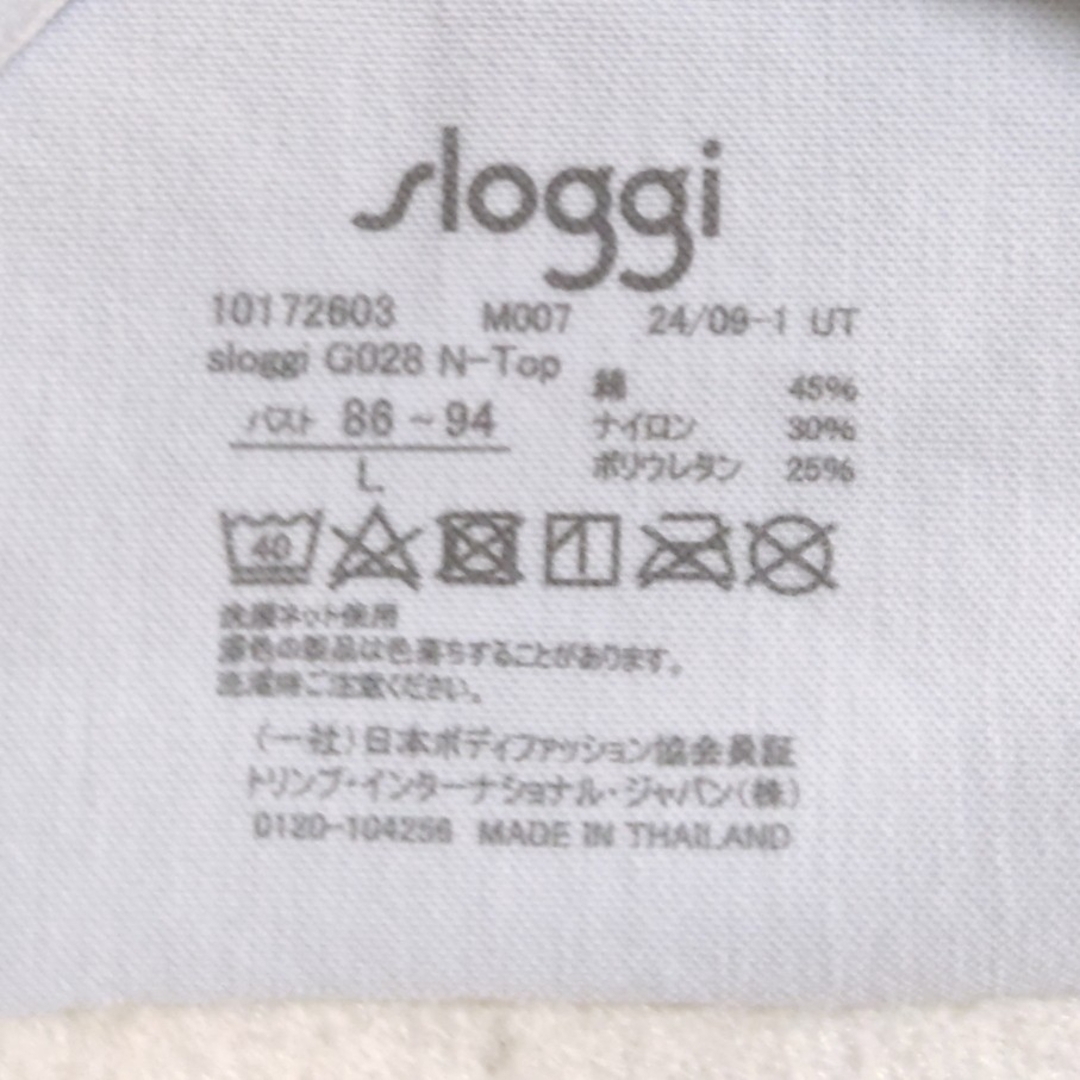 sloggi
10172603 M007 24/09-1 UT
sloggi G028 N-Top
バスト 86～94
L
綿 45%
ナイロン 30%
ポリウレタン 25%
40
洗濯ネット使用
濃色の製品は色落ちすることがあります。
洗濯時ご注意ください。
(一社)日本ボディファッション協会員証
トリンプ・インターナショナル・ジャパン(株)
0120-104256 MADE IN THAILAND